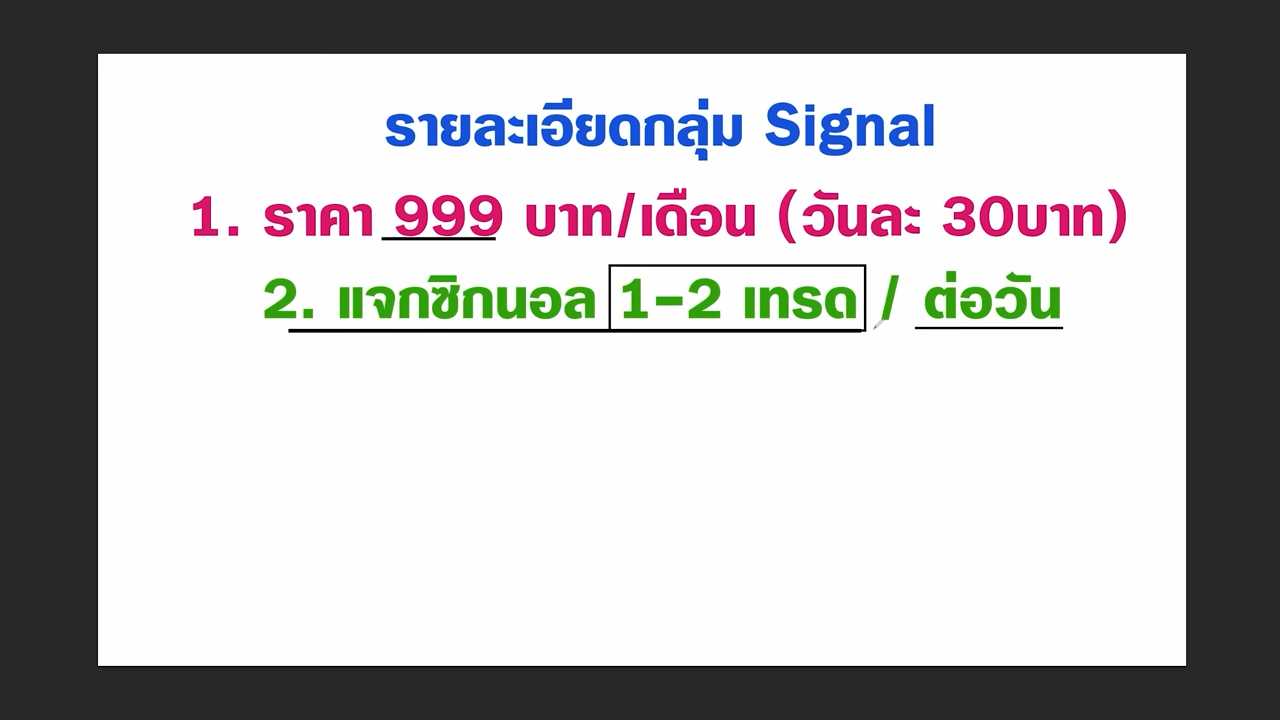 รายละเอียดกลุ่ม Signal
1. ราคา 999 บาท/เดือน (วันละ 30บาท)
2. แจกซิกนอล 1-2 เทรด / ต่อวัน